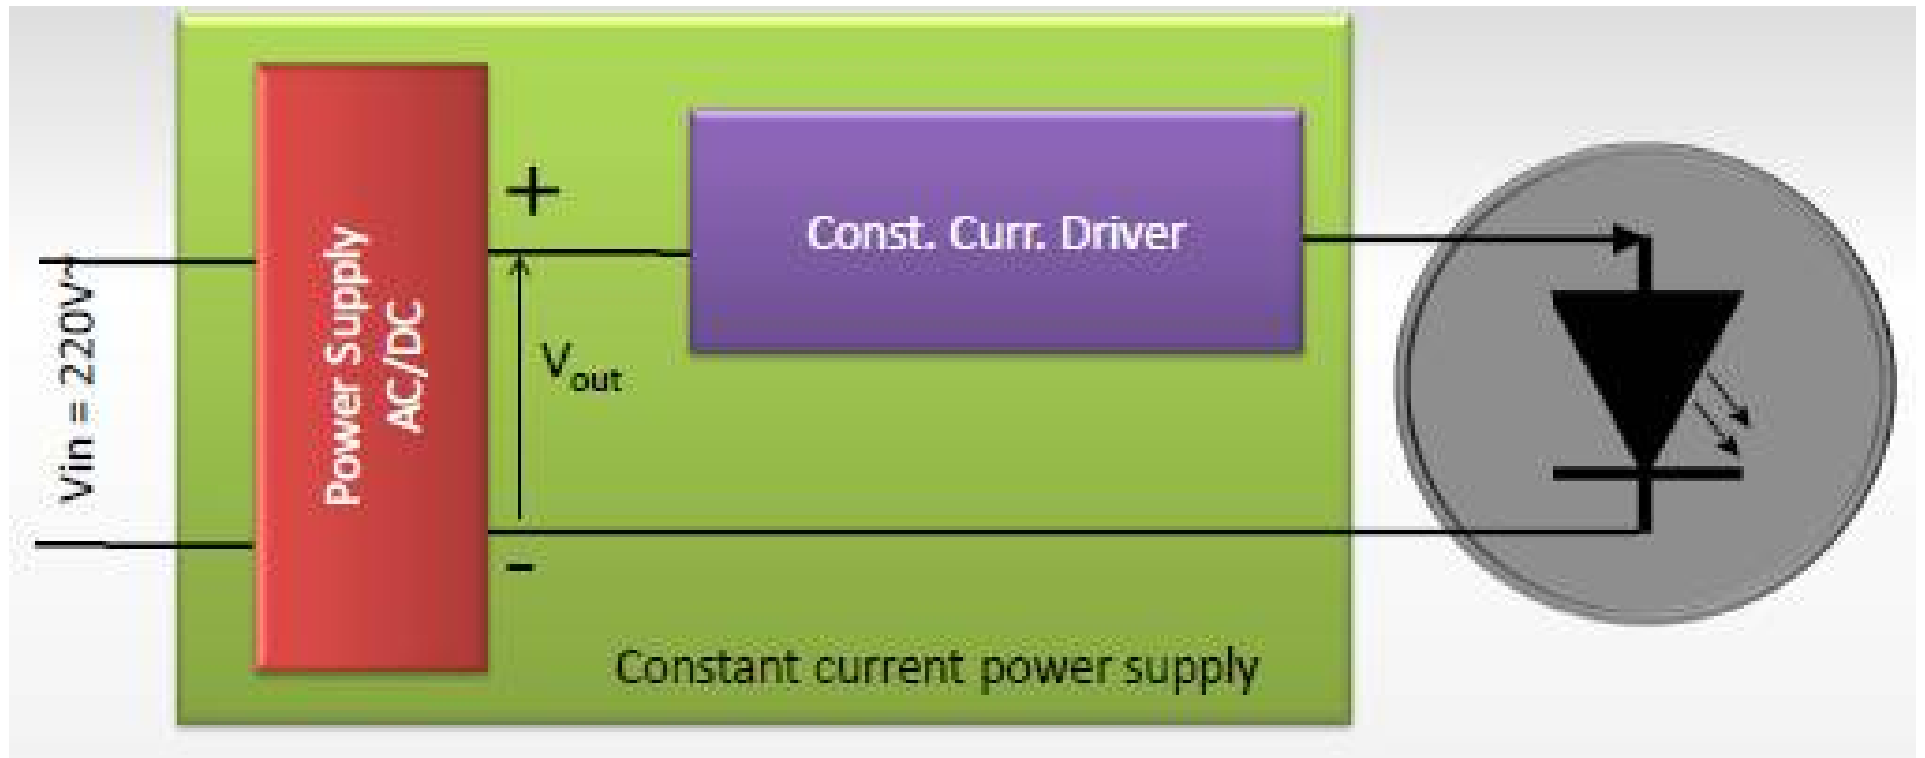 Vin = 220V~
Power Supply
AC/DC
+
Vout
-
Const. Curr. Driver
Constant current power supply